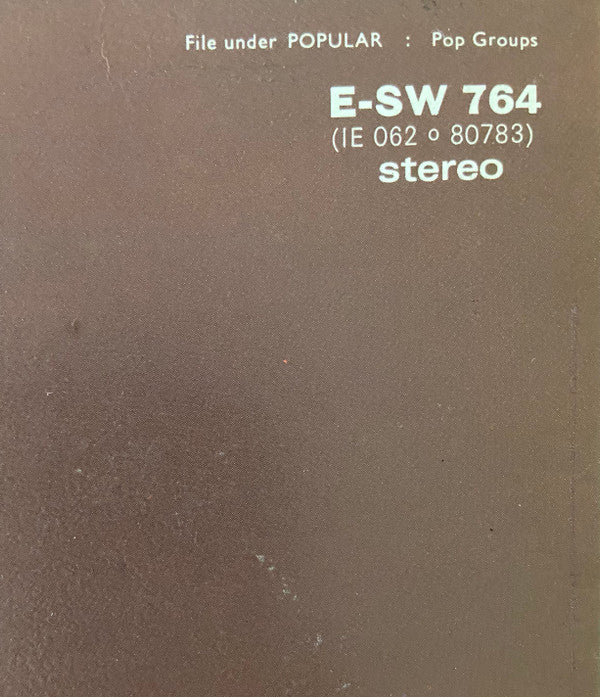 File under POPULAR : Pop Groups
E-SW 764
(IE 062 o 80783)
stereo